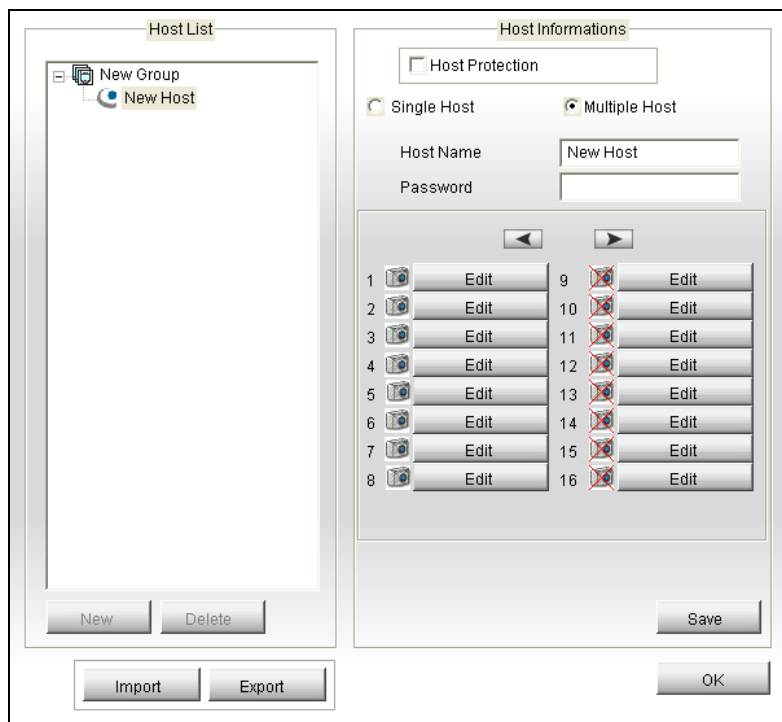 Host List
New Group
New Host
New
Delete
Import
Export
Host Informations
Host Protection
Single Host
Multiple Host
Host Name
New Host
Password
1 Edit 9 Edit
2 Edit 10 Edit
3 Edit 11 Edit
4 Edit 12 Edit
5 Edit 13 Edit
6 Edit 14 Edit
7 Edit 15 Edit
8 Edit 16 Edit
Save
OK